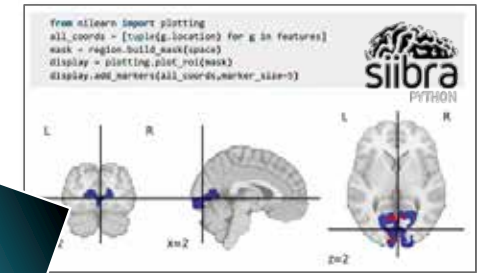 from nilearn import plotting
all_coords = [tuple(g.location) for g in features]
mask = region.build_mask(space)
display = plotting.plot_roi(mask)
display.add_markers(all_coords,marker_size=5)
siibra
PYTHON
L R
L R
x=2
z=2